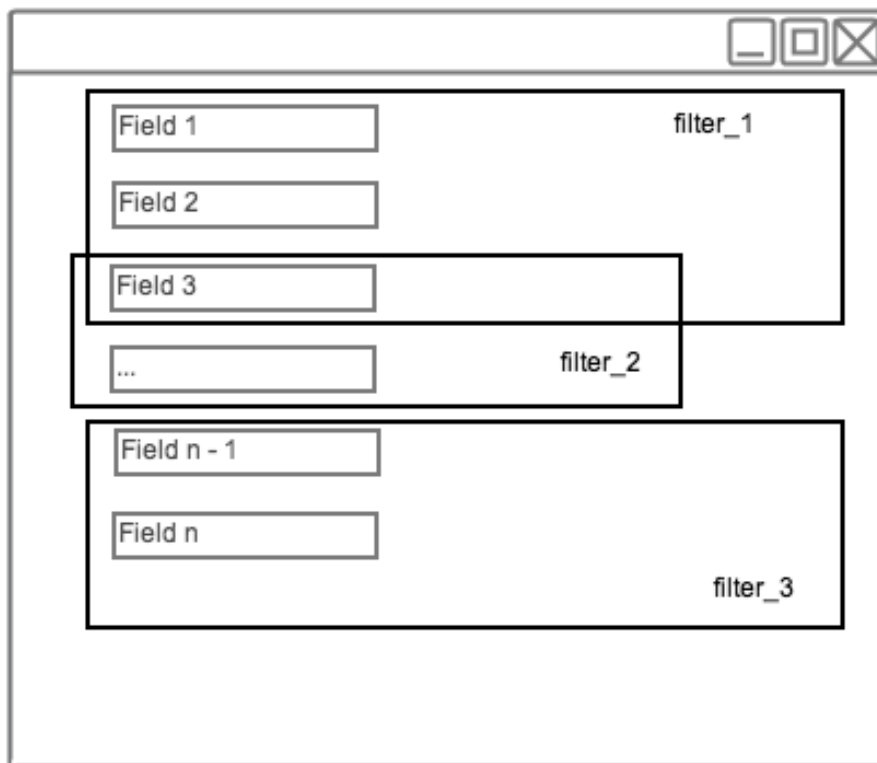 Field 1
filter_1
Field 2
Field 3
...
filter_2
Field n - 1
Field n
filter_3